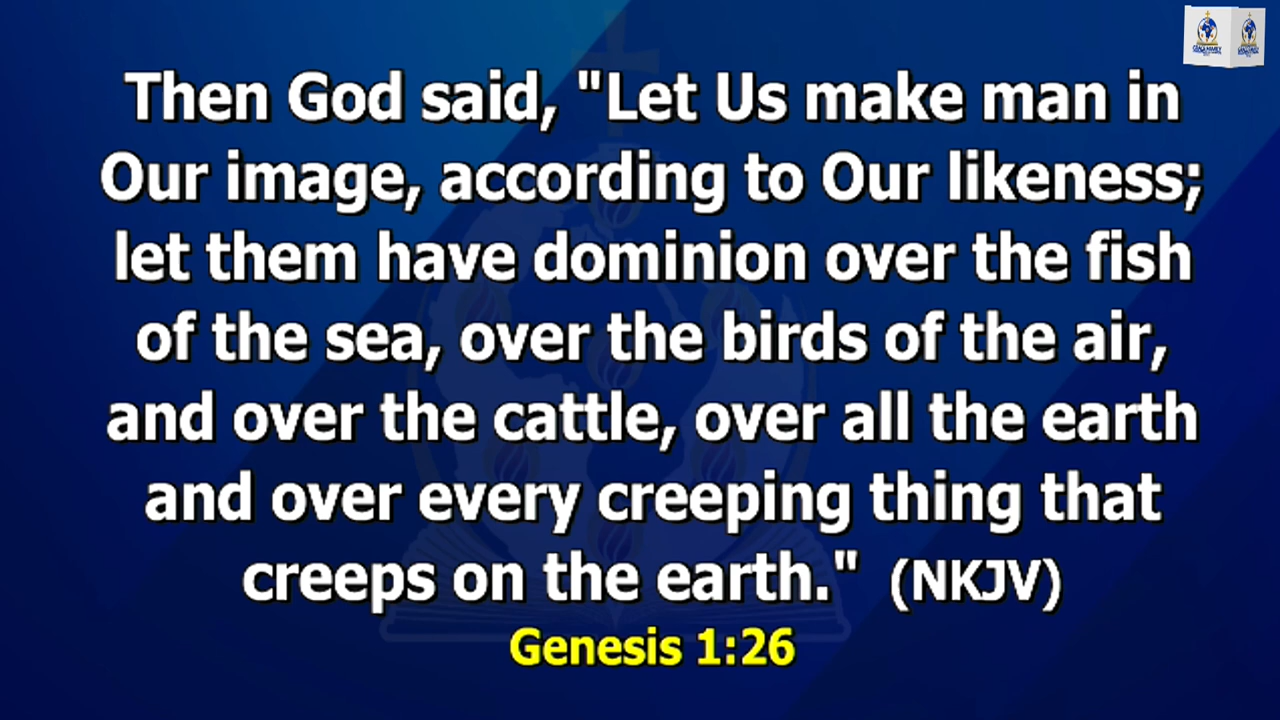 Then God said, "Let Us make man in
Our image, according to Our likeness;
let them have dominion over the fish
of the sea, over the birds of the air,
and over the cattle, over all the earth
and over every creeping thing that
creeps on the earth." (NKJV)
Genesis 1:26